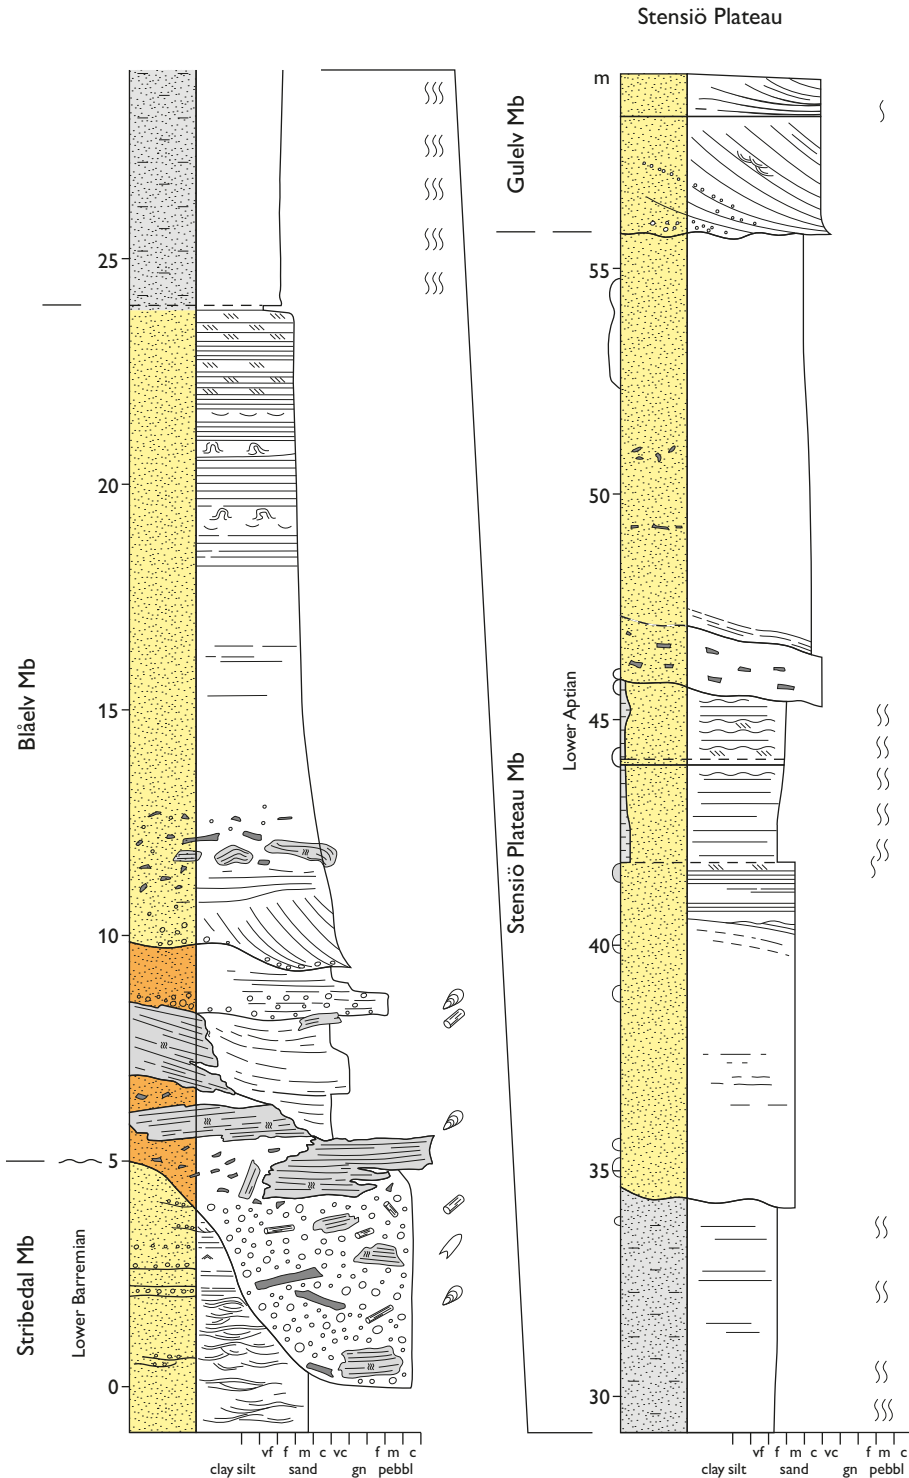 Stensiö Plateau
m
Gulelv Mb
55
50
Lower Aptian
45
Stensiö Plateau Mb
40
35
30
25
20
Blåelv Mb
15
10
5
Stribedal Mb
Lower Barremian
0
vf f m c vc f m c
clay silt sand gn pebbl
vf f m c vc f m c
clay silt sand gn pebbl